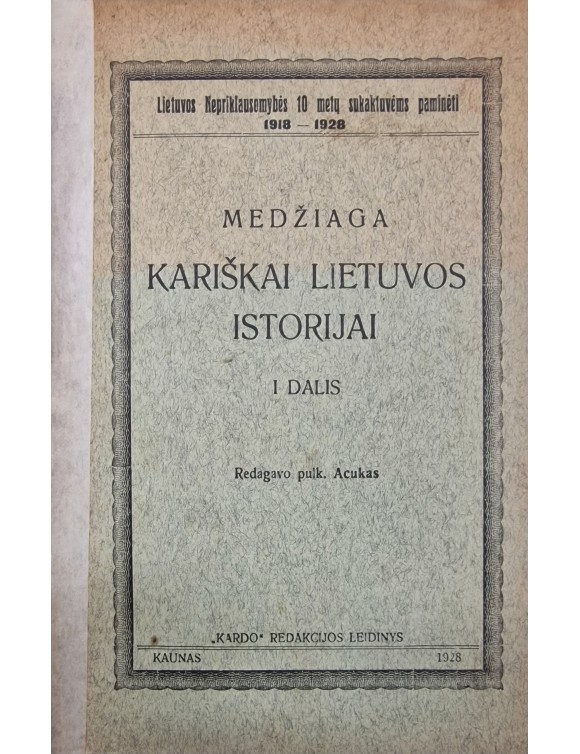 Lietuvos Nepriklausomybės 10 metų sukaktuvėms paminėti
1918 — 1928
MEDŽIAGA
KARIŠKAI LIETUVOS
ISTORIJAI
I DALIS
Redagavo pulk. Acukas
„KARDO“ REDAKCIJOS LEIDINYS
KAUNAS 1928